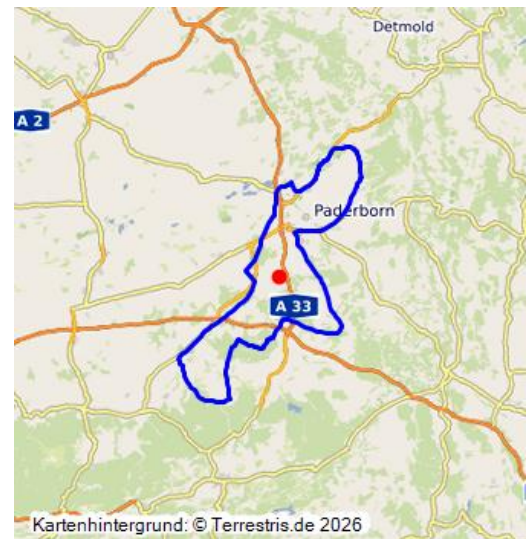 Detmold
A 2
Paderborn
A 33
Kartenhintergrund: © Terrestris.de 2026